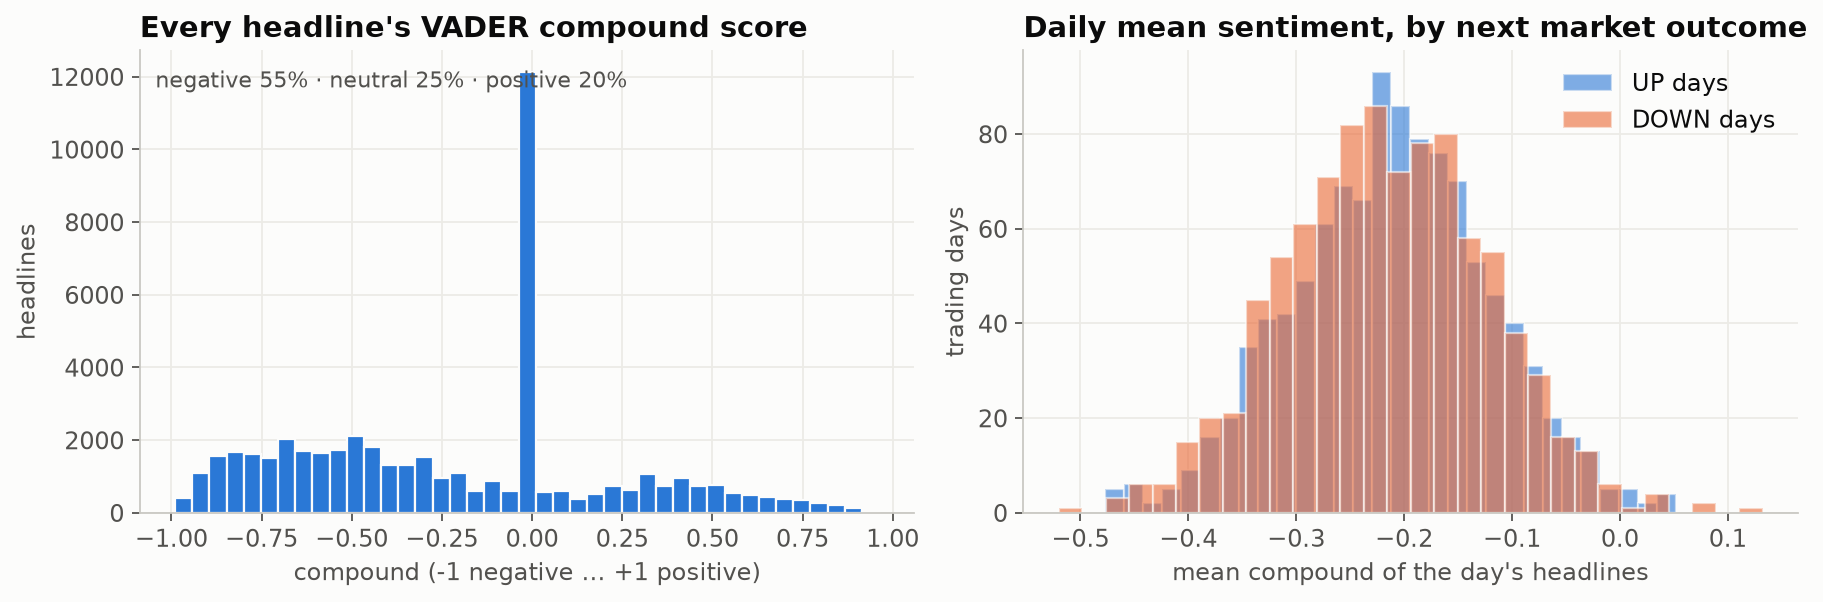 Every headline's VADER compound score
negative 55% · neutral 25% · positive 20%
12000
10000
8000
6000
4000
2000
0
headlines
−1.00 −0.75 −0.50 −0.25 0.00 0.25 0.50 0.75 1.00
compound (-1 negative ... +1 positive)
Daily mean sentiment, by next market outcome
UP days
DOWN days
80
60
40
20
0
trading days
−0.5 −0.4 −0.3 −0.2 −0.1 0.0 0.1
mean compound of the day's headlines